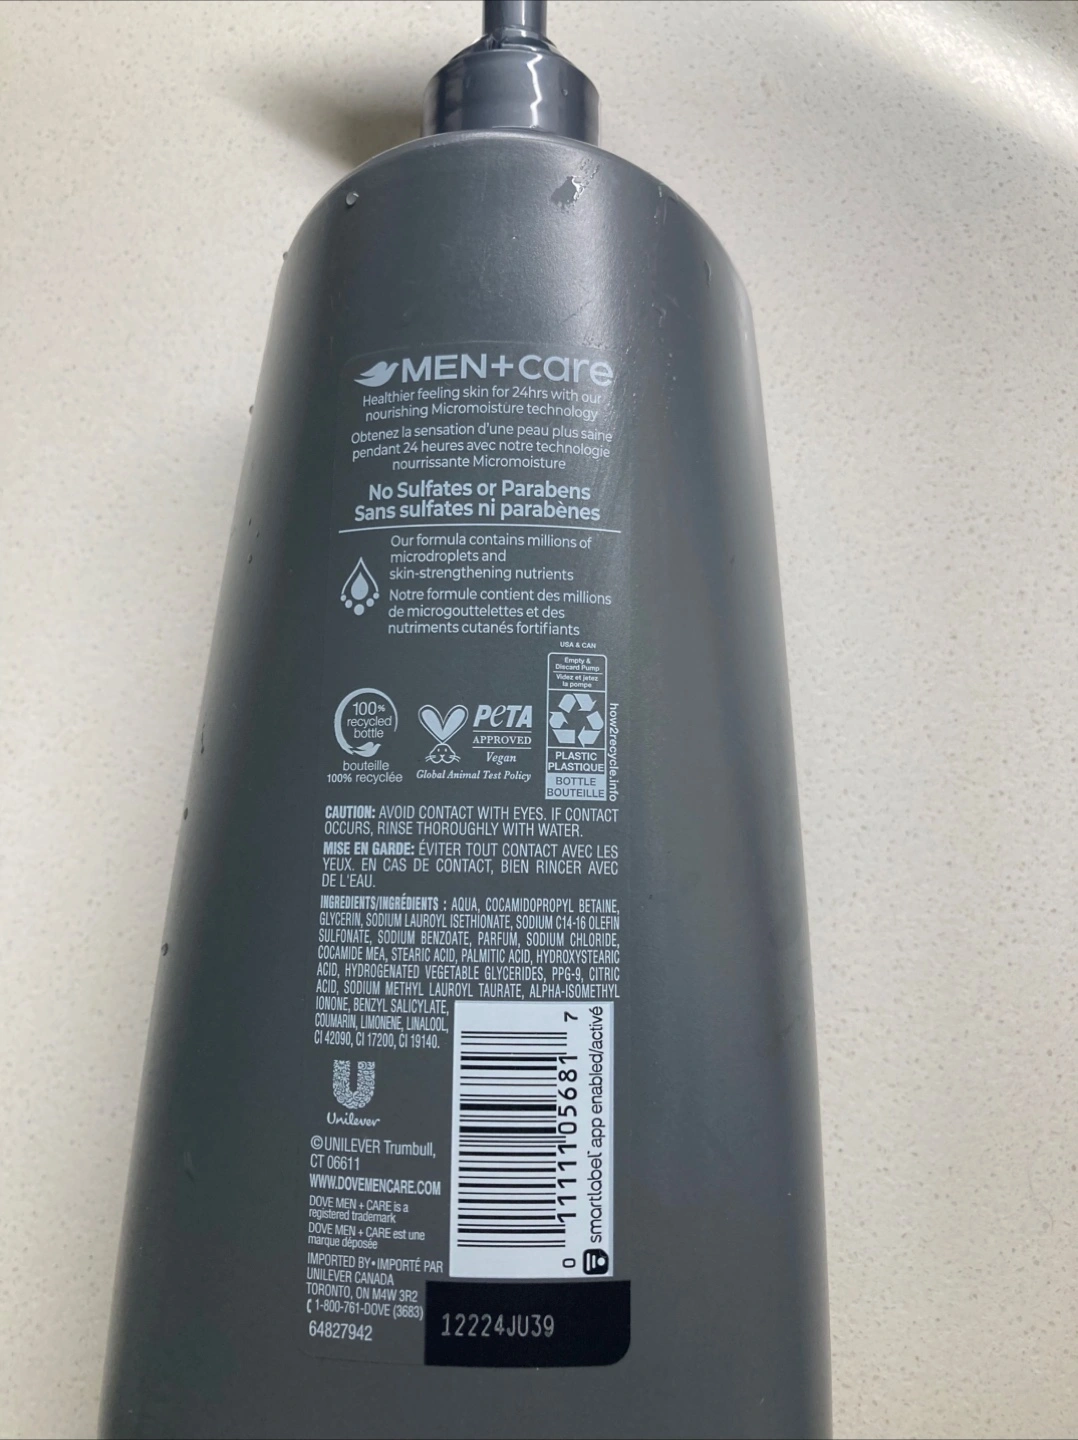 MEN+care
Healthier feeling skin for 24hrs with our
nourishing Micromoisture technology
Obtenez la sensation d'une peau plus saine
pendant 24 heures avec notre technologie
nourrissante Micromoisture
No Sulfates or Parabens
Sans sulfates ni parabènes
Our formula contains millions of
microdroplets and
skin-strengthening nutrients
Notre formule contient des millions
de microgouttelettes et des
nutriments cutanés fortifiants
USA & CAN
Empty &
Discard Pump
Videz et jetez
la pompe
PLASTIC
PLASTIQUE
BOTTLE
BOUTEILLE
how2recycle.info
100%
recycled
bottle
bouteille
100% recyclée
PETA
APPROVED
Vegan
Global Animal Test Policy
CAUTION: AVOID CONTACT WITH EYES. IF CONTACT
OCCURS, RINSE THOROUGHLY WITH WATER.
MISE EN GARDE: ÉVITER TOUT CONTACT AVEC LES
YEUX. EN CAS DE CONTACT, BIEN RINCER AVEC
DE L'EAU.
INGREDIENTS/INGRÉDIENTS : AQUA, COCAMIDOPROPYL BETAINE,
GLYCERIN, SODIUM LAUROYL ISETHIONATE, SODIUM C14-16 OLEFIN
SULFONATE, SODIUM BENZOATE, PARFUM, SODIUM CHLORIDE,
COCAMIDE MEA, STEARIC ACID, PALMITIC ACID, HYDROXYSTEARIC
ACID, HYDROGENATED VEGETABLE GLYCERIDES, PPG-9, CITRIC
ACID, SODIUM METHYL LAUROYL TAURATE, ALPHA-ISOMETHYL
IONONE, BENZYL SALICYLATE,
COUMARIN, LIMONENE, LINALOOL,
CI 42090, CI 17200, CI 19140.
Unilever
©UNILEVER Trumbull,
CT 06611
WWW.DOVEMENCARE.COM
DOVE MEN + CARE is a
registered trademark
DOVE MEN + CARE est une
marque déposée
IMPORTED BY•IMPORTÉ PAR
UNILEVER CANADA
TORONTO, ON M4W 3R2
1-800-761-DOVE (3683)
64827942
0 11111 05681 7
smartlabel app enabled/activé
12224JU39